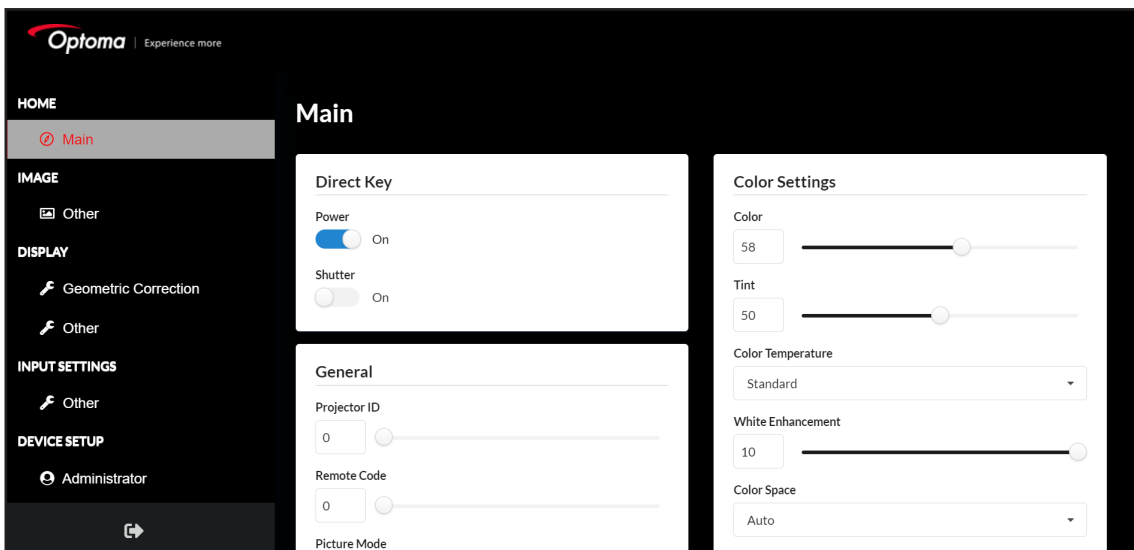 Optoma | Experience more
HOME
Main
IMAGE
Other
DISPLAY
Geometric Correction
Other
INPUT SETTINGS
Other
DEVICE SETUP
Administrator
Main
Direct Key
Power
On
Shutter
On
General
Projector ID
0
Remote Code
0
Picture Mode
Color Settings
Color
58
Tint
50
Color Temperature
Standard
White Enhancement
10
Color Space
Auto